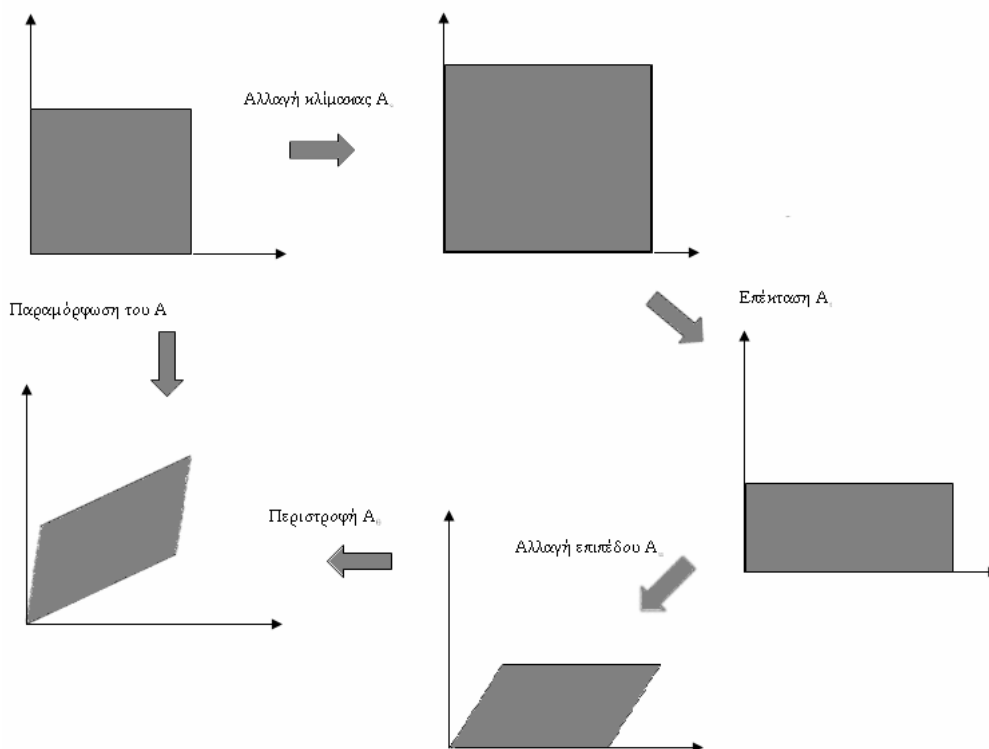 Αλλαγή κλίμακας Α
Παραμόρφωση του Α
Επέκταση Α
Περιστροφή Α
Αλλαγή επιπέδου Α